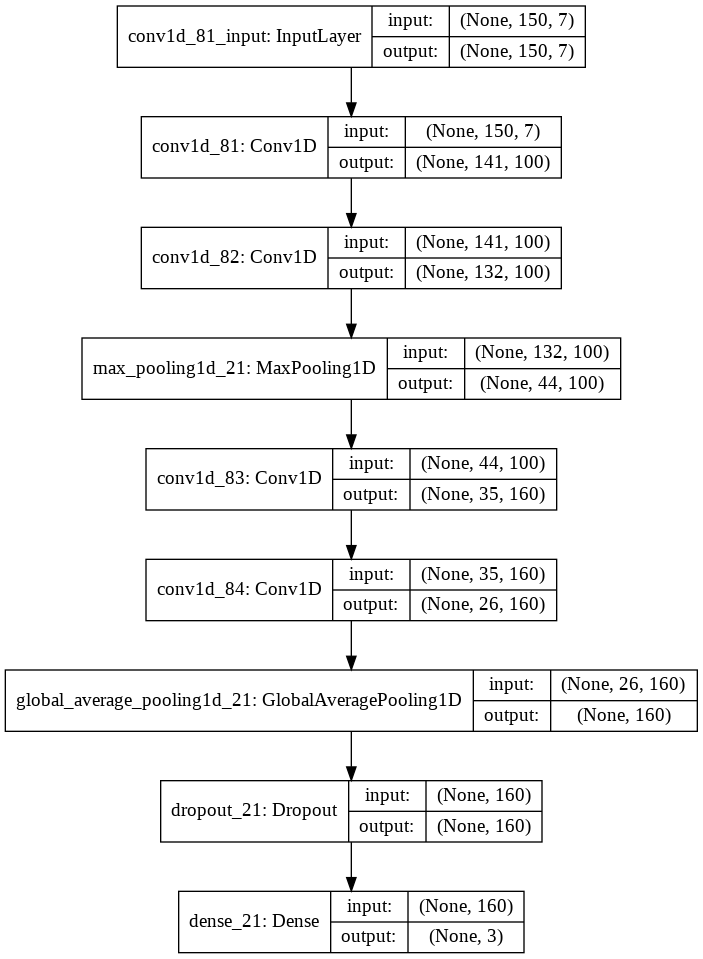 conv1d_81_input: InputLayer
input: (None, 150, 7)
output: (None, 150, 7)
conv1d_81: Conv1D
input: (None, 150, 7)
output: (None, 141, 100)
conv1d_82: Conv1D
input: (None, 141, 100)
output: (None, 132, 100)
max_pooling1d_21: MaxPooling1D
input: (None, 132, 100)
output: (None, 44, 100)
conv1d_83: Conv1D
input: (None, 44, 100)
output: (None, 35, 160)
conv1d_84: Conv1D
input: (None, 35, 160)
output: (None, 26, 160)
global_average_pooling1d_21: GlobalAveragePooling1D
input: (None, 26, 160)
output: (None, 160)
dropout_21: Dropout
input: (None, 160)
output: (None, 160)
dense_21: Dense
input: (None, 160)
output: (None, 3)